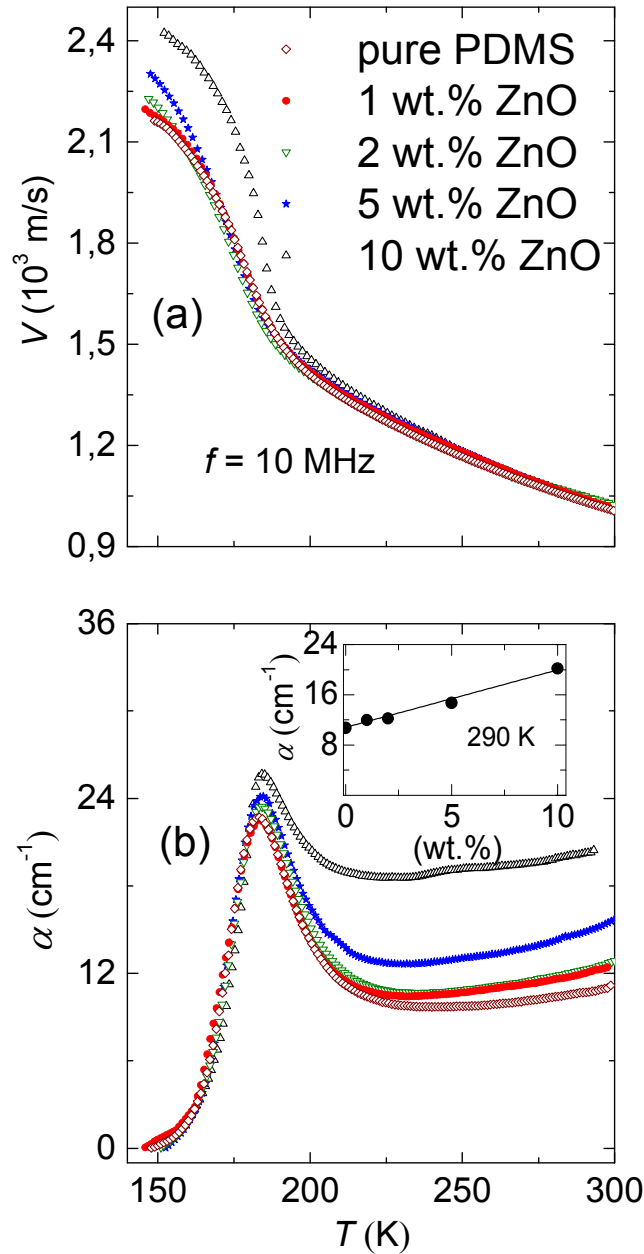 2,4
2,1
1,8
1,5
1,2
0,9
V (10³ m/s)
pure PDMS
1 wt.% ZnO
2 wt.% ZnO
5 wt.% ZnO
10 wt.% ZnO
(a)
f = 10 MHz
36
24
12
0
α (cm⁻¹)
24
16
8
α (cm⁻¹)
290 K
0 5 10
(wt.%)
(b)
150 200 250 300
T (K)